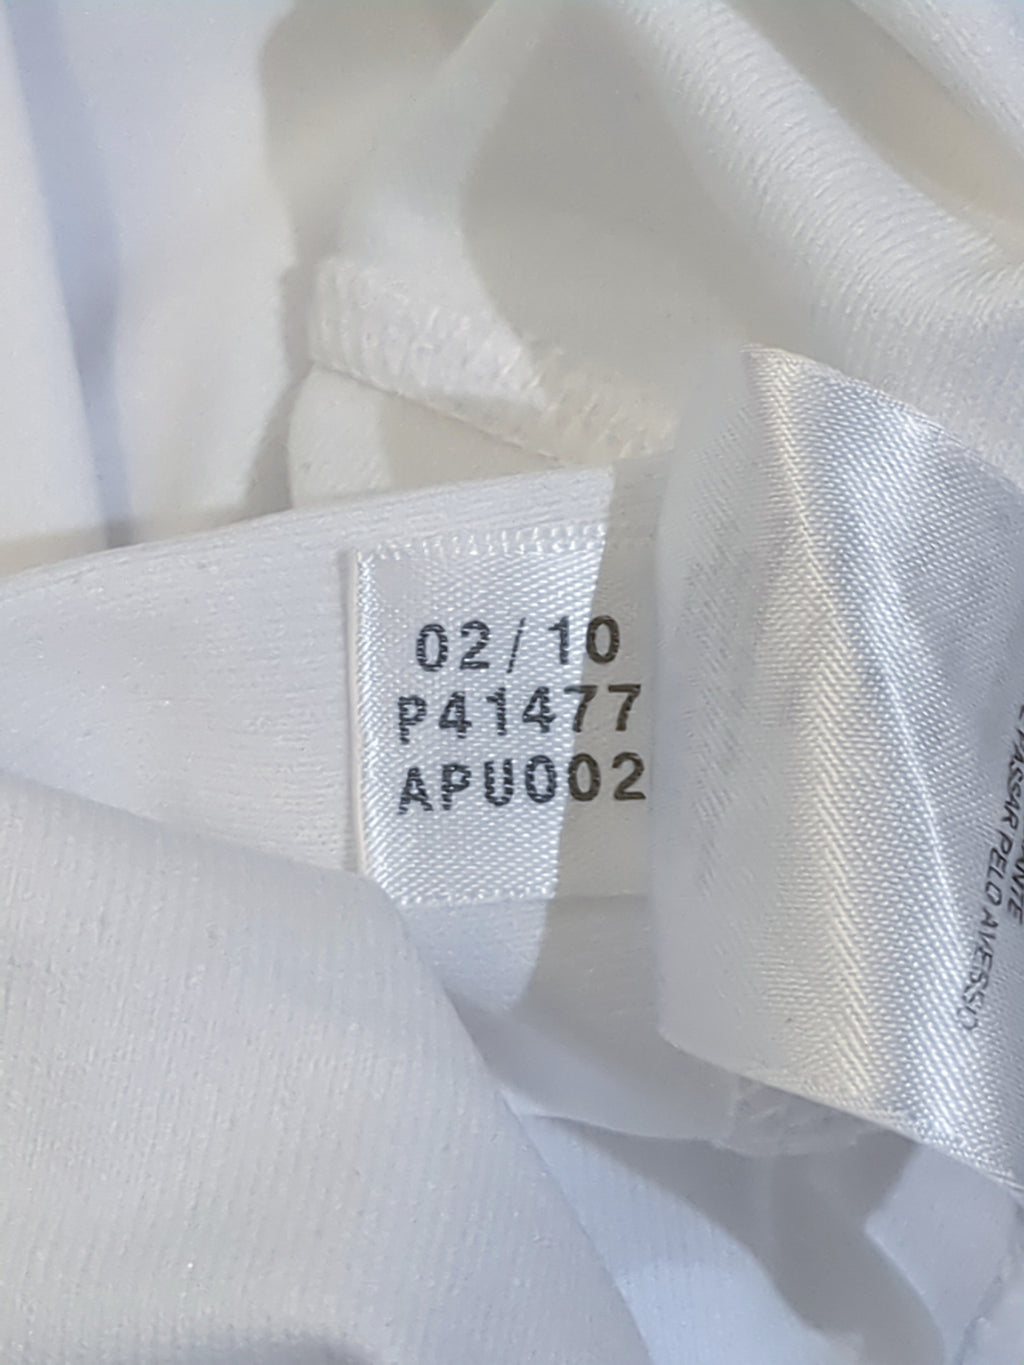 02/10
P41477
APU002
E PASSAR PELO AVESSO